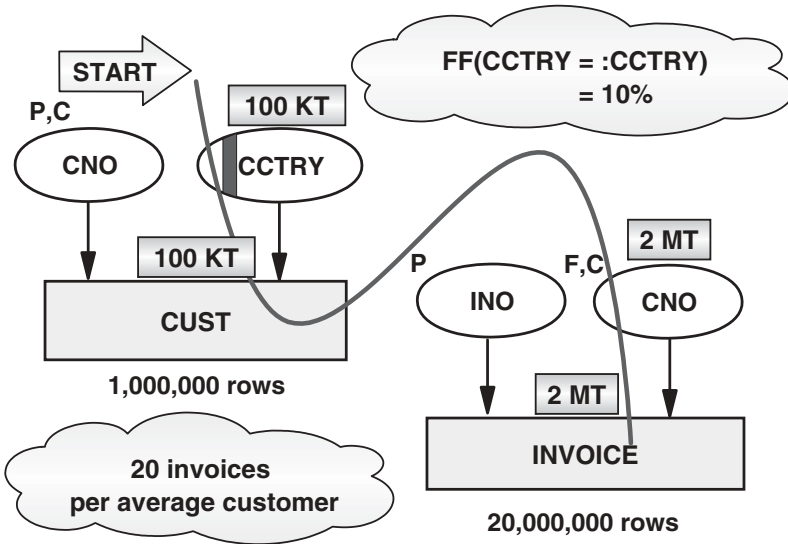 START
FF(CCTRY = :CCTRY)
= 10%
100 KT
P,C
CNO
CCTRY
100 KT
CUST
1,000,000 rows
P
F,C
2 MT
INO
CNO
2 MT
INVOICE
20,000,000 rows
20 invoices
per average customer